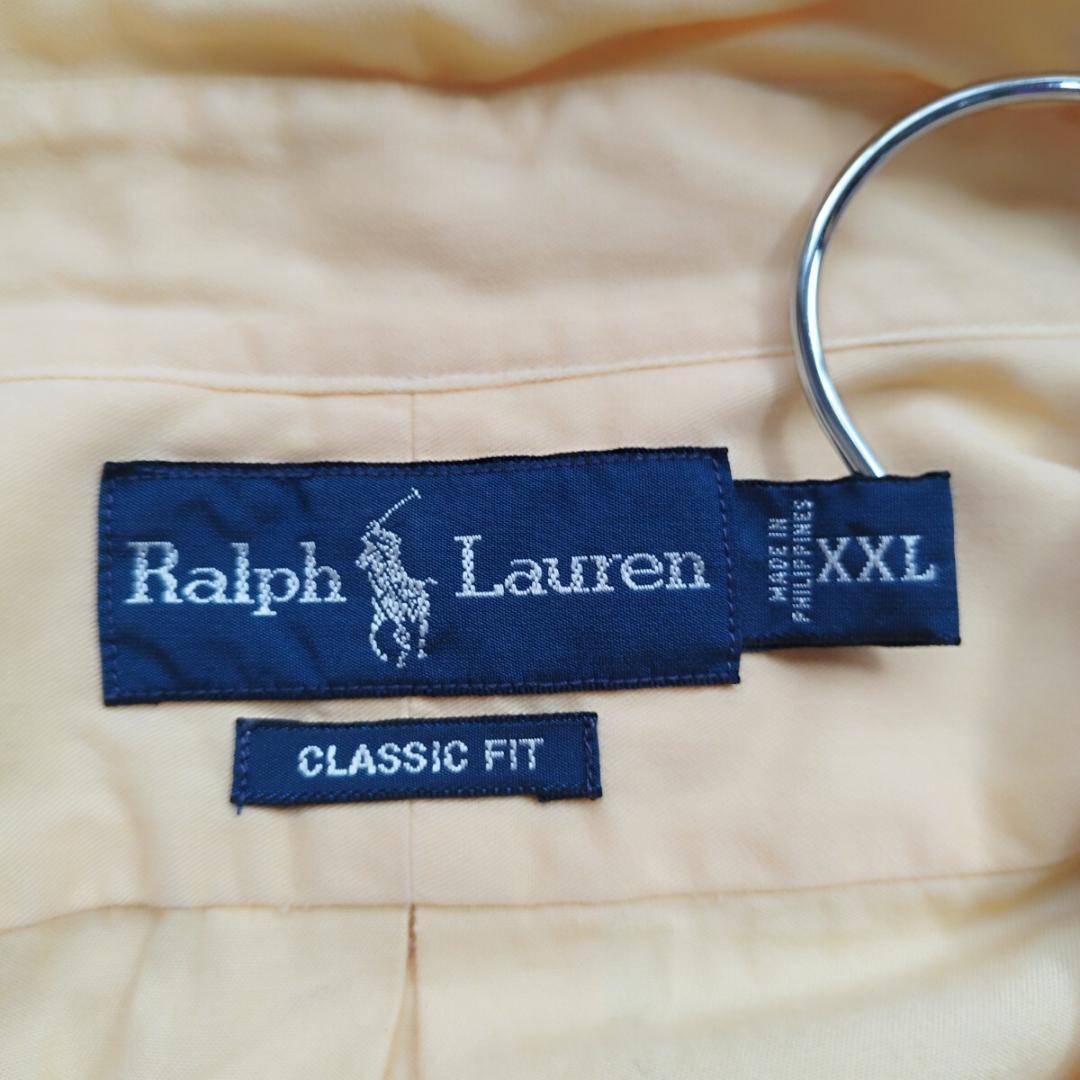 Ralph Lauren
MADE IN
PHILIPPINES
XXL
CLASSIC FIT